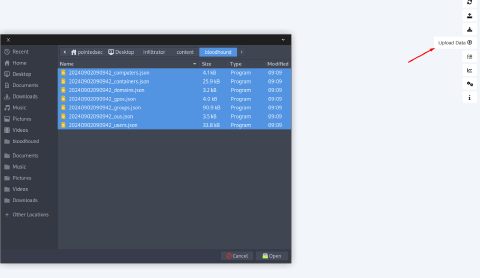 Upload Data
Recent
Home
Desktop
Documents
Downloads
Music
Pictures
Videos
bloodhound
Documents
Music
Pictures
Videos
Downloads
+ Other Locations
pointedsec Desktop Infiltrator content bloodhound
Name Size Type Modified
20240902090942_computers.json 4.1 kB Program 09:09
20240902090942_containers.json 25.9 kB Program 09:09
20240902090942_domains.json 3.2 kB Program 09:09
20240902090942_gpos.json 4.0 kB Program 09:09
20240902090942_groups.json 90.9 kB Program 09:09
20240902090942_ous.json 3.5 kB Program 09:09
20240902090942_users.json 33.8 kB Program 09:09
Cancel Open